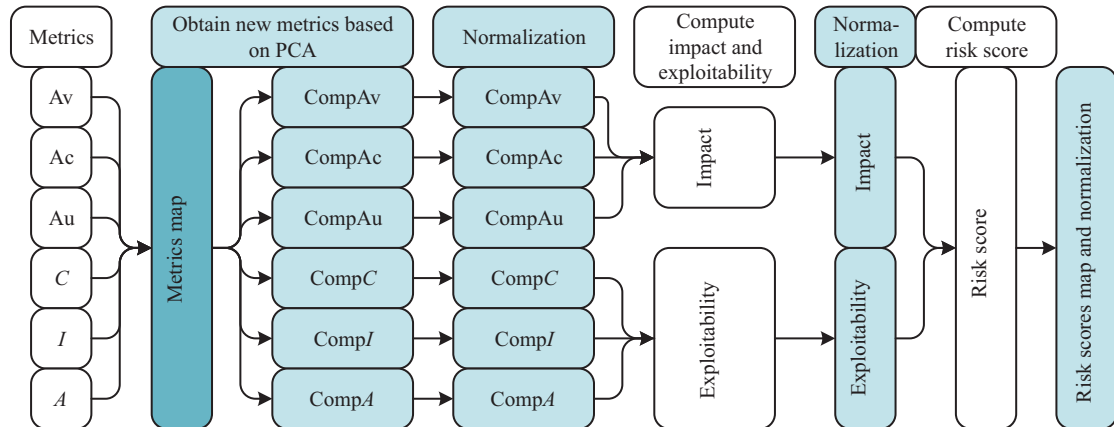 Metrics
Obtain new metrics based
on PCA
Normalization
Compute
impact and
exploitability
Norma-
lization
Compute
risk score
Av
Ac
Au
C
I
A
Metrics map
CompAv
CompAc
CompAu
CompC
CompI
CompA
CompAv
CompAc
CompAu
CompC
CompI
CompA
Impact
Exploitability
Impact
Exploitability
Risk score
Risk scores map and normalization